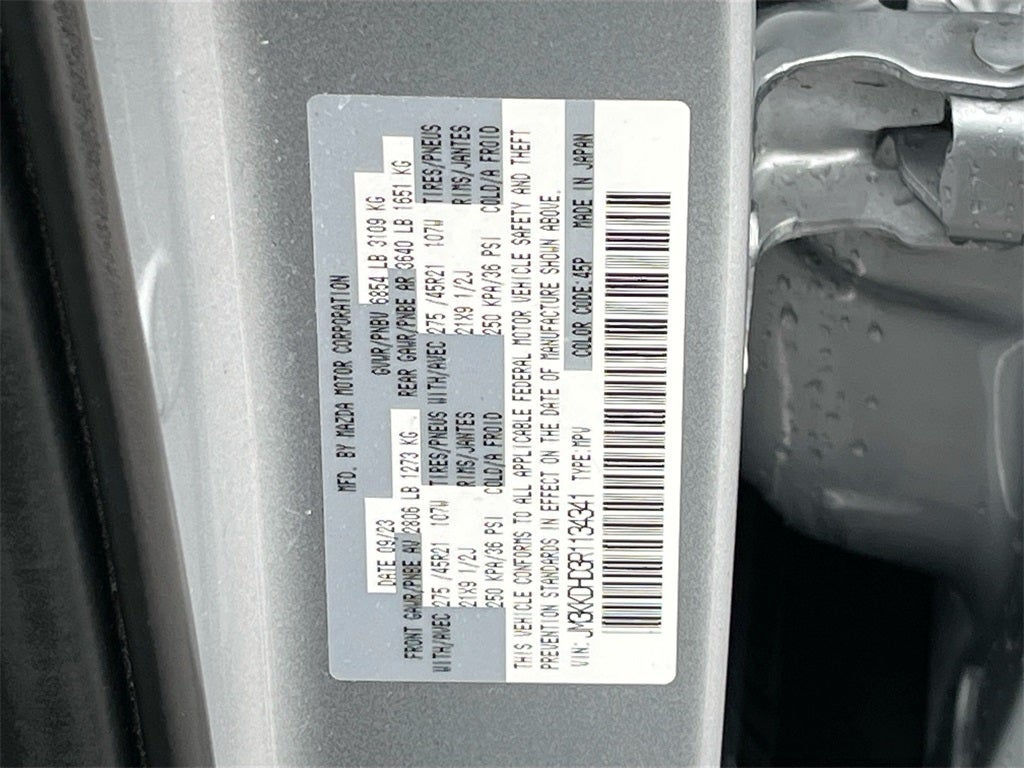 MFD. BY MAZDA MOTOR CORPORATION
DATE 09/23 GVWR/PNBV 6854 LB 3109 KG
FRONT GAWR/PNBE AV 2806 LB 1273 KG REAR GAWR/PNBE AR 3640 LB 1651 KG
WITH/AVEC 275 /45R21 107W TIRES/PNEUS WITH/AVEC 275 /45R21 107W TIRES/PNEUS
21X9 1/2J RIMS/JANTES 21X9 1/2J RIMS/JANTES
250 KPA/36 PSI COLD/A FROID 250 KPA/36 PSI COLD/A FROID
THIS VEHICLE CONFORMS TO ALL APPLICABLE FEDERAL MOTOR VEHICLE SAFETY AND THEFT
PREVENTION STANDARDS IN EFFECT ON THE DATE OF MANUFACTURE SHOWN ABOVE.
VIN: JM3KKDHD3R1134341 TYPE:MPV COLOR CODE:45P MADE IN JAPAN